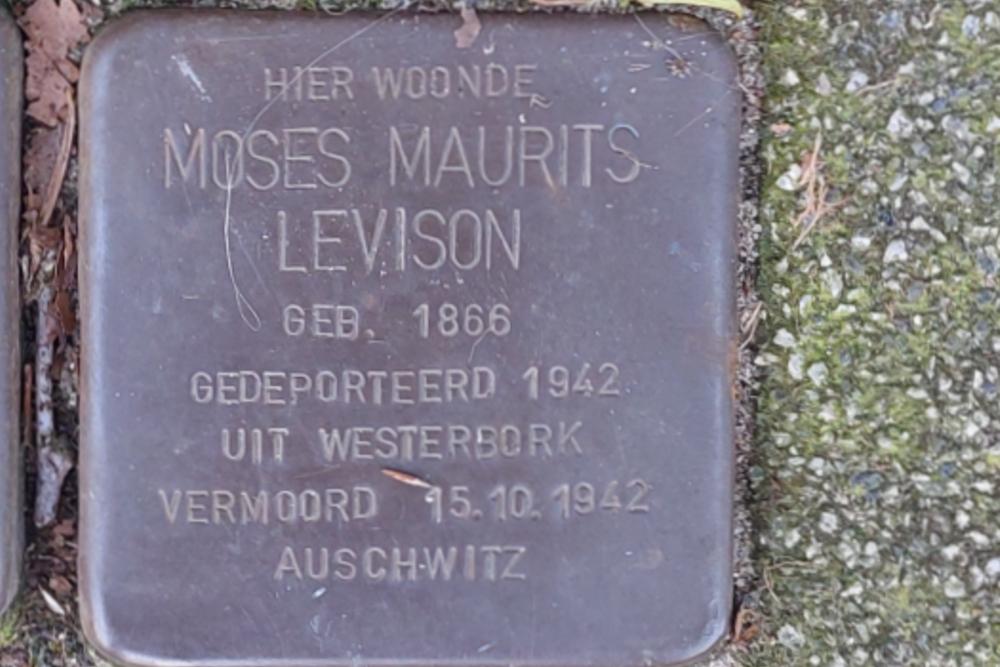 HIER WOONDE
MOSES MAURITS
LEVISON
GEB. 1866
GEDEPORTEERD 1942
UIT WESTERBORK
VERMOORD 15.10.1942
AUSCHWITZ